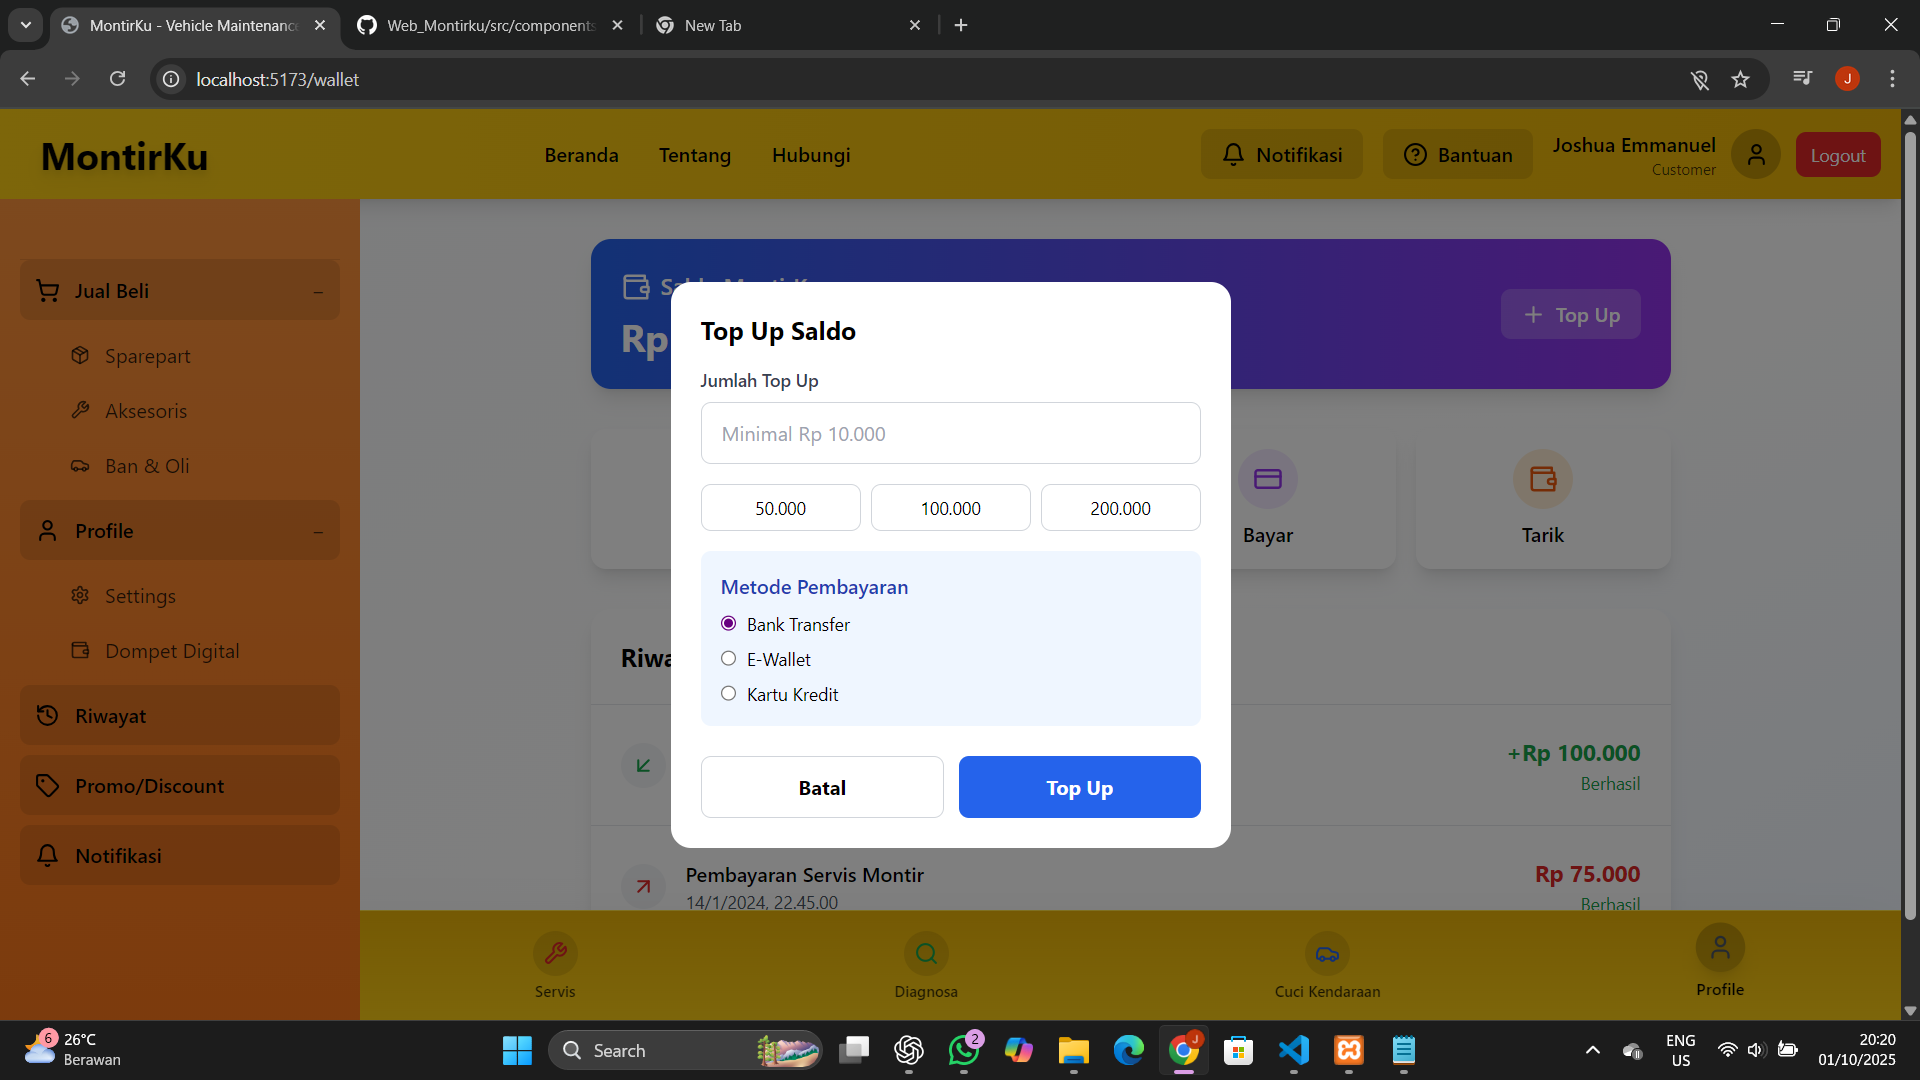 MontirKu - Vehicle Maintenance
Web_Montirku/src/components
New Tab
localhost:5173/wallet
J
MontirKu
Beranda
Tentang
Hubungi
Notifikasi
Bantuan
Joshua Emmanuel
Customer
Logout
Jual Beli
Sparepart
Aksesoris
Ban & Oli
Profile
Settings
Dompet Digital
Riwayat
Promo/Discount
Notifikasi
Rp
Top Up
Top Up Saldo
Jumlah Top Up
Minimal Rp 10.000
50.000
100.000
200.000
Metode Pembayaran
Bank Transfer
E-Wallet
Kartu Kredit
Batal
Top Up
Bayar
Tarik
+Rp 100.000
Berhasil
Pembayaran Servis Montir
14/1/2024, 22.45.00
Rp 75.000
Berhasil
Servis
Diagnosa
Cuci Kendaraan
Profile
6
26°C
Berawan
Search
2
J
ENG
US
20:20
01/10/2025